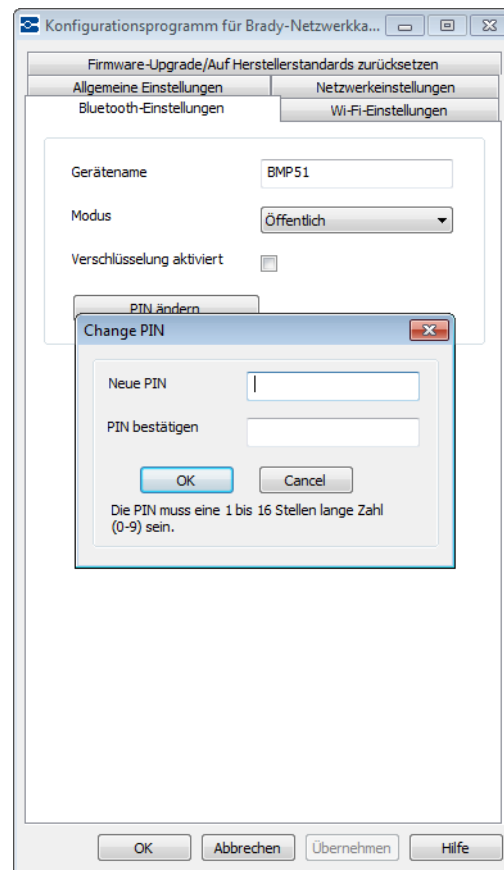 Konfigurationsprogramm für Brady-Netzwerkka...
Firmware-Upgrade/Auf Herstellerstandards zurücksetzen
Allgemeine Einstellungen
Netzwerkeinstellungen
Bluetooth-Einstellungen
Wi-Fi-Einstellungen
Gerätename
BMP51
Modus
Öffentlich
Verschlüsselung aktiviert
PIN ändern
Change PIN
Neue PIN
PIN bestätigen
OK
Cancel
Die PIN muss eine 1 bis 16 Stellen lange Zahl
(0-9) sein.
OK
Abbrechen
Übernehmen
Hilfe